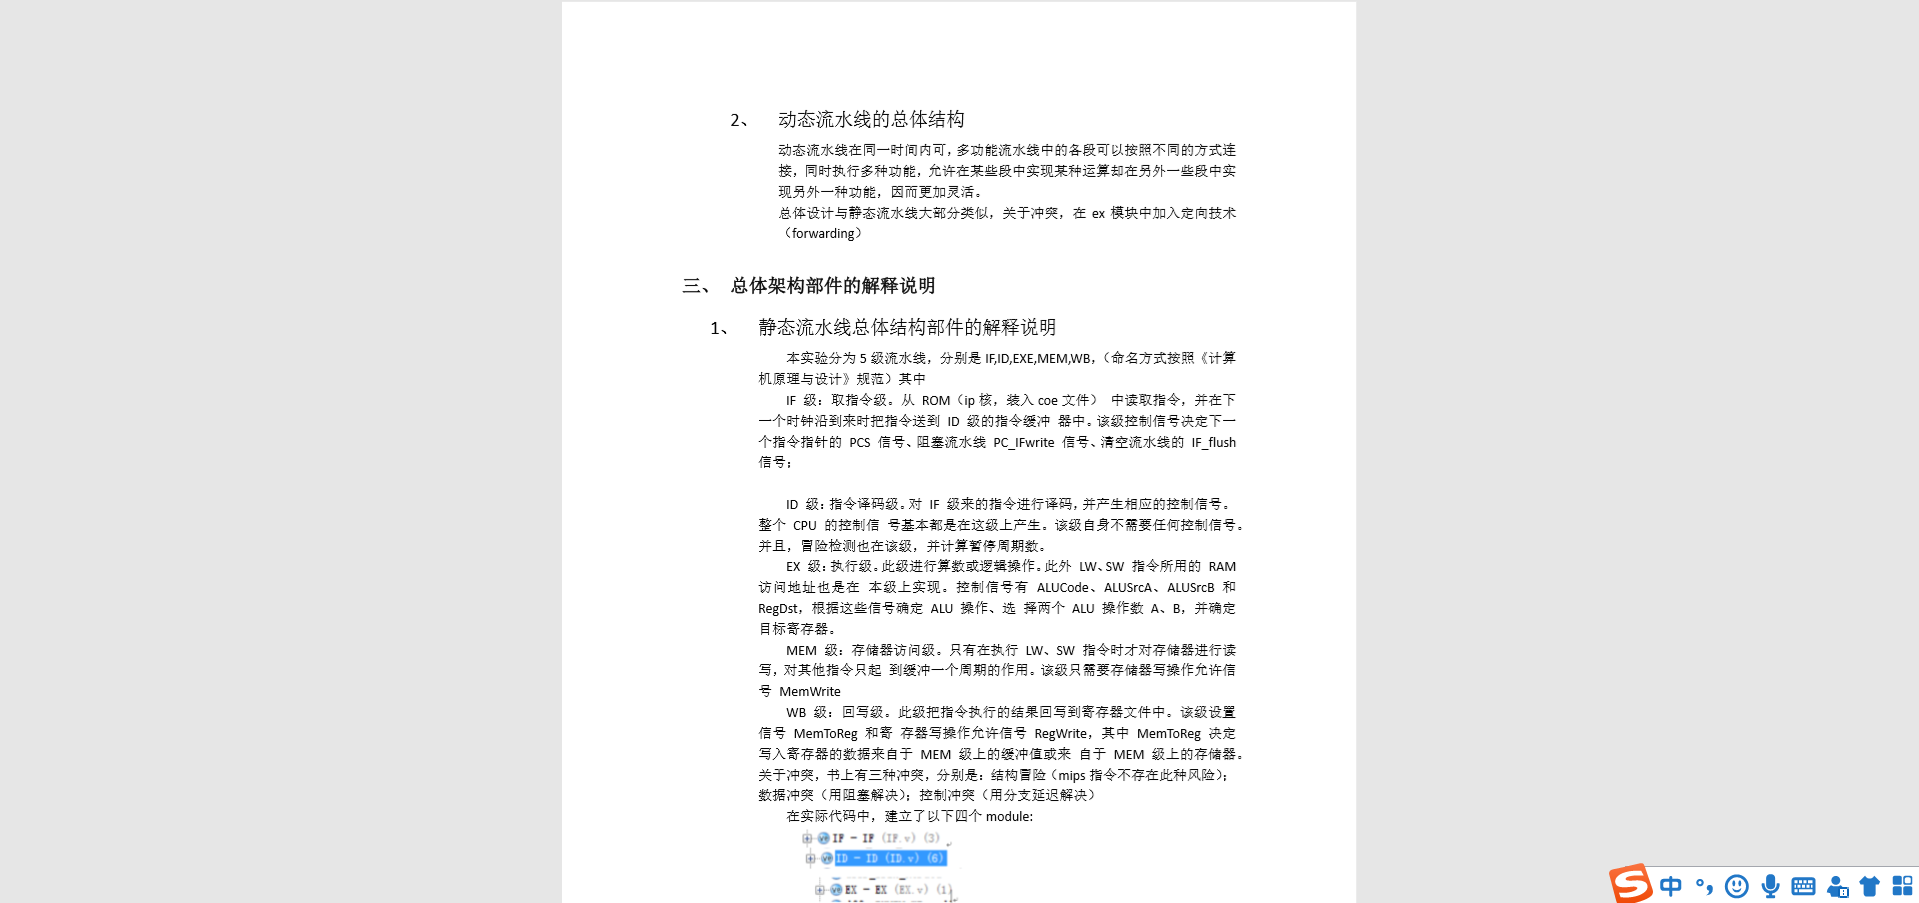 2、 动态流水线的总体结构
动态流水线在同一时间内可，多功能流水线中的各段可以按照不同的方式连
接，同时执行多种功能，允许在某些段中实现某种运算却在另外一些段中实
现另外一种功能，因而更加灵活。
总体设计与静态流水线大部分类似，关于冲突，在 ex 模块中加入定向技术
（forwarding）
三、 总体架构部件的解释说明
1、 静态流水线总体结构部件的解释说明
本实验分为 5 级流水线，分别是 IF,ID,EXE,MEM,WB，（命名方式按照《计算
机原理与设计》规范）其中
IF 级：取指令级。从 ROM（ip 核，装入 coe 文件） 中读取指令，并在下
一个时钟沿到来时把指令送到 ID 级的指令缓冲 器中。该级控制信号决定下一
个指令指针的 PCS 信号、阻塞流水线 PC_IFwrite 信号、清空流水线的 IF_flush
信号；
ID 级：指令译码级。对 IF 级来的指令进行译码，并产生相应的控制信号。
整个 CPU 的控制信 号基本都是在这级上产生。该级自身不需要任何控制信号。
并且，冒险检测也在该级，并计算暂停周期数。
EX 级：执行级。此级进行算数或逻辑操作。此外 LW、SW 指令所用的 RAM
访问地址也是在 本级上实现。控制信号有 ALUCode、ALUSrcA、ALUSrcB 和
RegDst，根据这些信号确定 ALU 操作、选 择两个 ALU 操作数 A、B，并确定
目标寄存器。
MEM 级：存储器访问级。只有在执行 LW、SW 指令时才对存储器进行读
写，对其他指令只起 到缓冲一个周期的作用。该级只需要存储器写操作允许信
号 MemWrite
WB 级：回写级。此级把指令执行的结果回写到寄存器文件中。该级设置
信号 MemToReg 和寄 存器写操作允许信号 RegWrite，其中 MemToReg 决定
写入寄存器的数据来自于 MEM 级上的缓冲值或来 自于 MEM 级上的存储器。
关于冲突，书上有三种冲突，分别是：结构冒险（mips 指令不存在此种风险）；
数据冲突（用阻塞解决）；控制冲突（用分支延迟解决）
在实际代码中，建立了以下四个 module:
IF - IF (IF.v) (3)
ID - ID (ID.v) (6)
EX - EX (EX.v) (1)
中